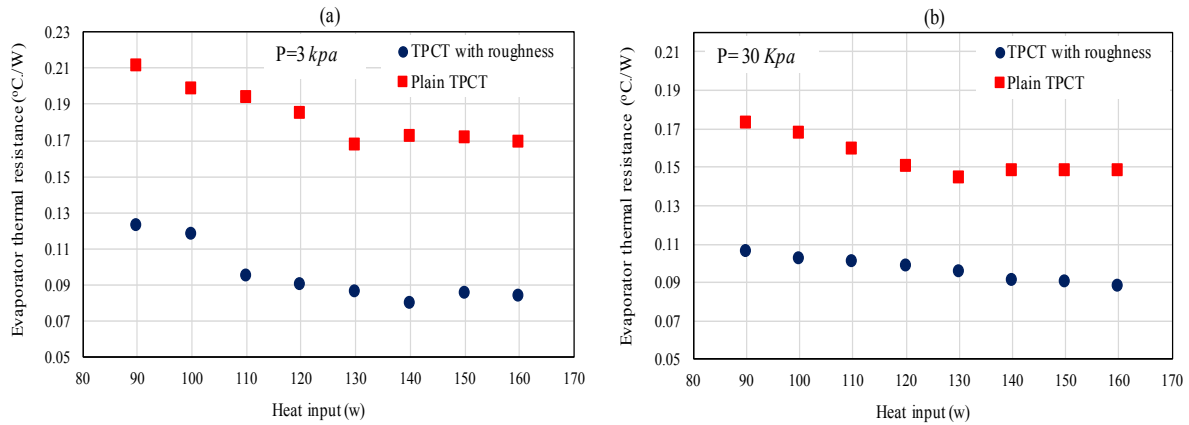 (a)
P=3 kpa
TPCT with roughness
Plain TPCT
Evaporator thermal resistance (°C./W)
0.23
0.21
0.19
0.17
0.15
0.13
0.11
0.09
0.07
0.05
80 90 100 110 120 130 140 150 160 170
Heat input (w)
(b)
P=30 Kpa
TPCT with roughness
Plain TPCT
Evaporator thermal resistance (°C./W)
0.21
0.19
0.17
0.15
0.13
0.11
0.09
0.07
0.05
80 90 100 110 120 130 140 150 160 170
Heat input (w)